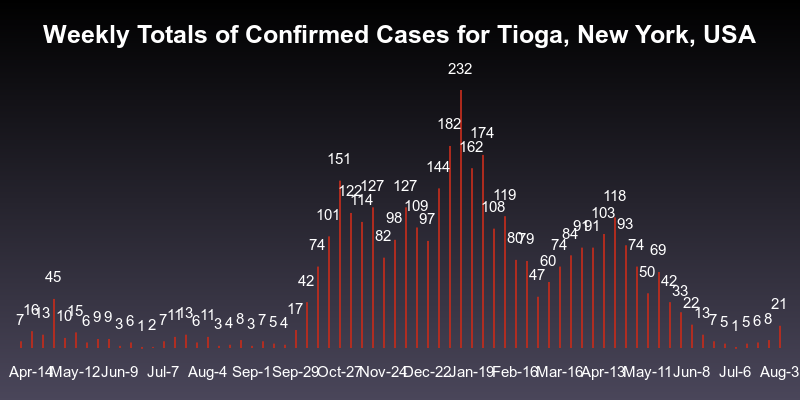 Weekly Totals of Confirmed Cases for Tioga, New York, USA
7 16 13 45 10 15 6 9 9 3 6 1 2 7 11 13 6 11 3 4 8 3 7 5 4 17 42 74 101 151 122 114 127 82 98 127 109 97 144 182 232 162 174 108 119 80 79 47 60 74 84 91 91 103 118 93 74 50 69 42 33 22 13 7 5 1 5 6 8 21
Apr-14 May-12 Jun-9 Jul-7 Aug-4 Sep-1 Sep-29 Oct-27 Nov-24 Dec-22 Jan-19 Feb-16 Mar-16 Apr-13 May-11 Jun-8 Jul-6 Aug-3